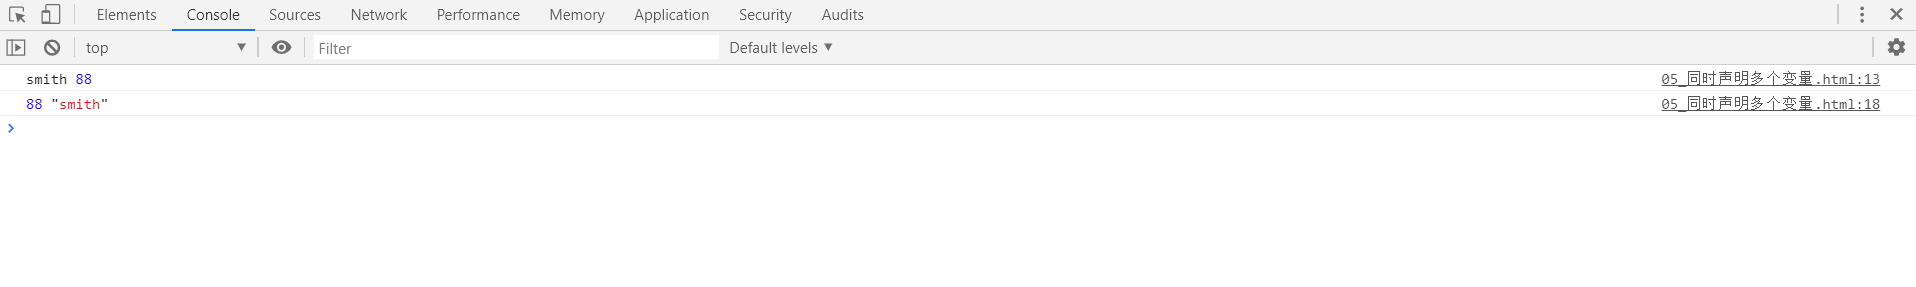 Elements Console Sources Network Performance Memory Application Security Audits
top Filter Default levels
smith 88 05_同时声明多个变量.html:13
88 "smith" 05_同时声明多个变量.html:18